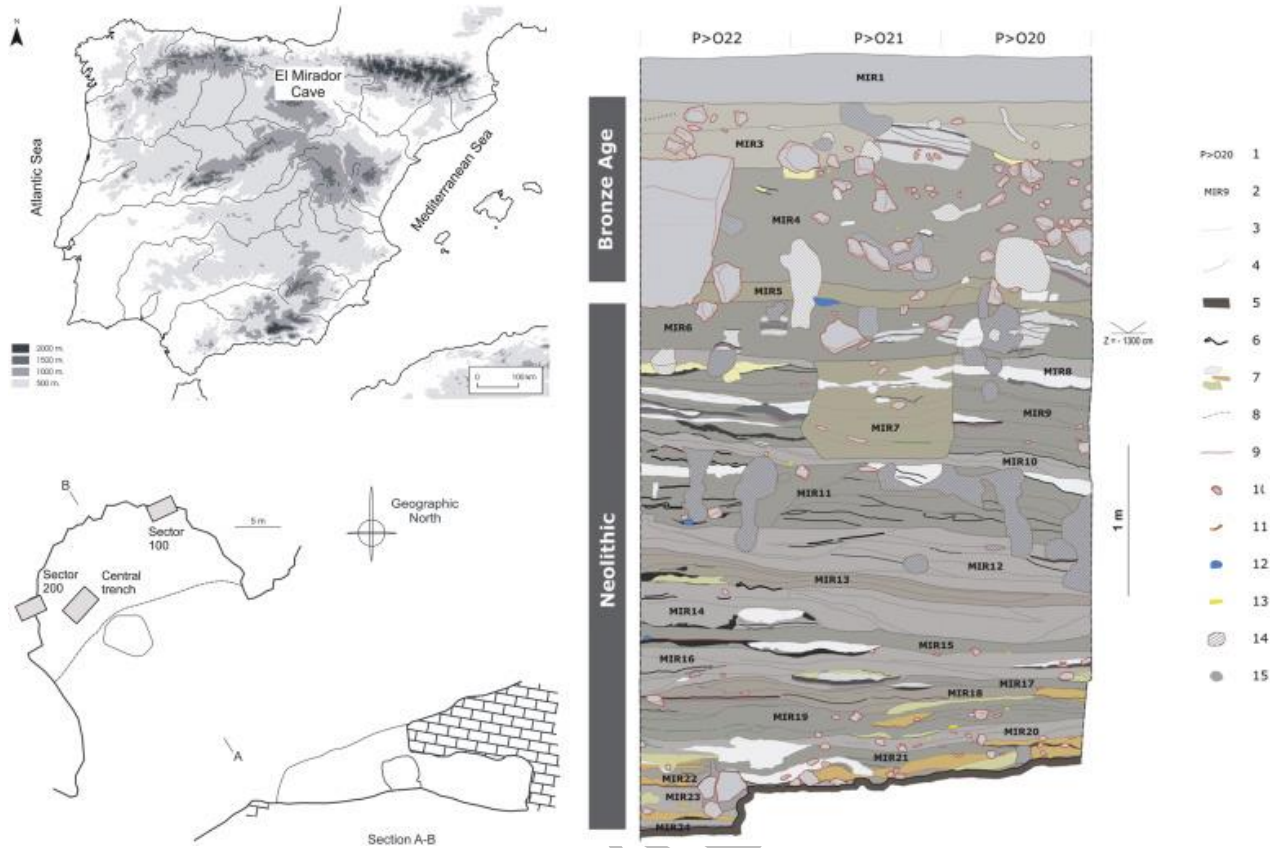 N
El Mirador
Cave
Atlantic Sea
Mediterranean Sea
2000 m.
1500 m.
1000 m.
500 m.
0 100 km
B
Sector
100
5 m
Geographic
North
Sector
200
Central
trench
A
Section A-B
Bronze Age
Neolithic
P>O22 P>O21 P>O20
MIR1
MIR3
MIR4
MIR5
MIR6
MIR8
MIR9
MIR7
MIR10
MIR11
MIR12
MIR13
MIR14
MIR15
MIR16
MIR17
MIR18
MIR19
MIR20
MIR21
MIR22
MIR23
MIR24
Z = - 1300 cm
1 m
P>O20 1
MIR9 2
3
4
5
6
7
8
9
10
11
12
13
14
15